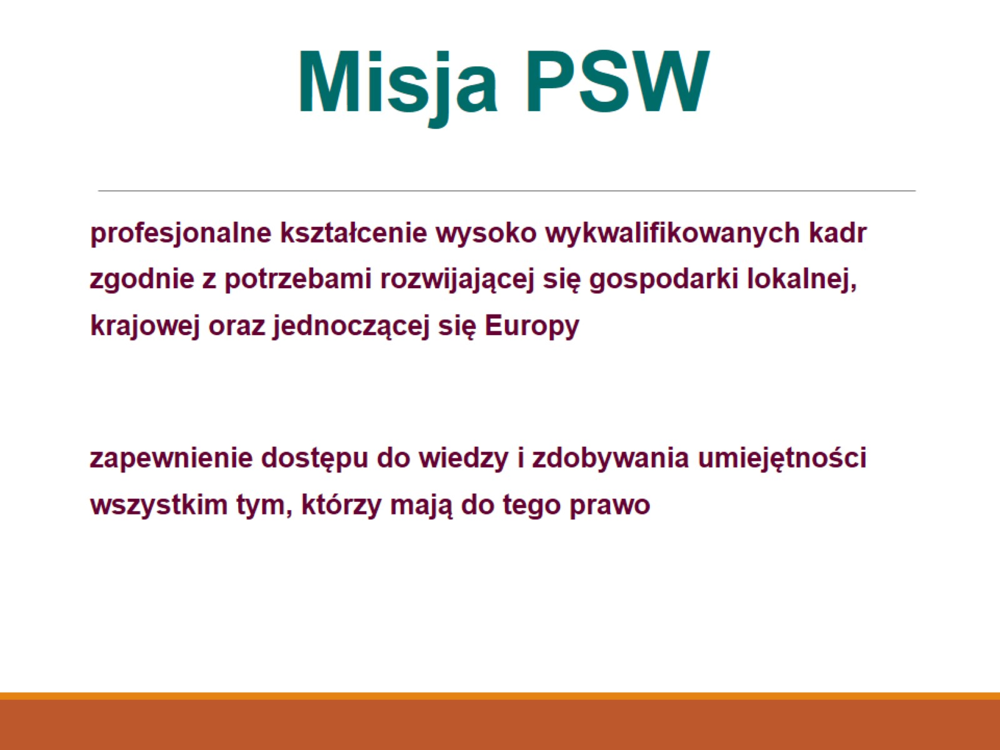 Misja PSW
profesjonalne kształcenie wysoko wykwalifikowanych kadr
zgodnie z potrzebami rozwijającej się gospodarki lokalnej,
krajowej oraz jednoczącej się Europy
zapewnienie dostępu do wiedzy i zdobywania umiejętności
wszystkim tym, którzy mają do tego prawo